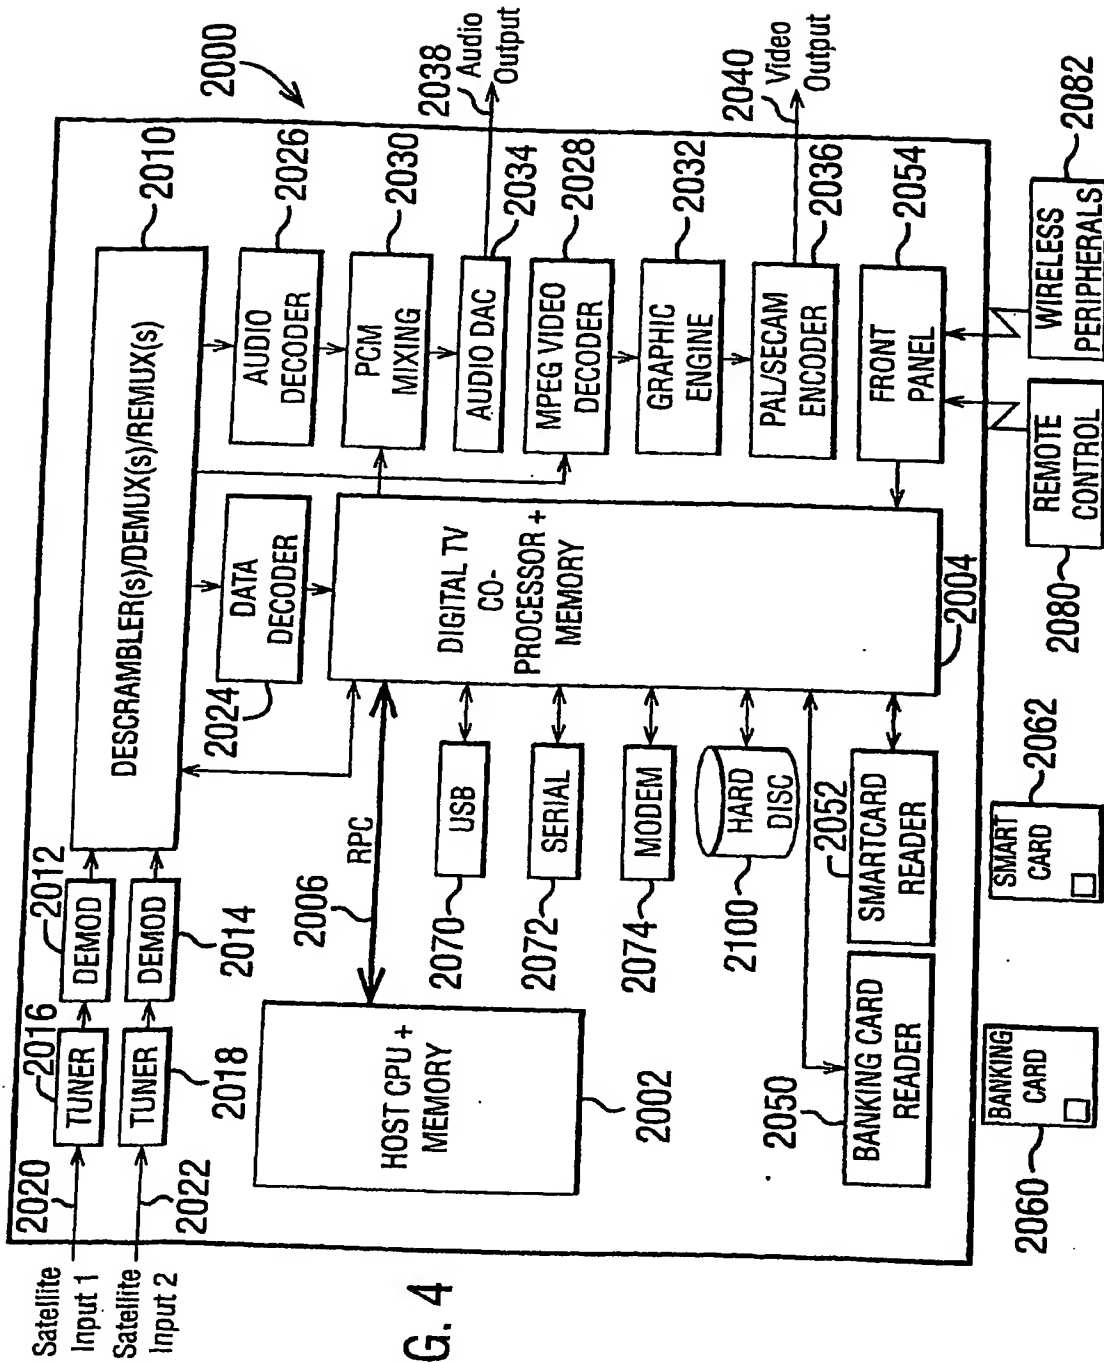 2000
Satellite
Input 1
Satellite
Input 2
2020
2022
TUNER
2016
TUNER
2018
DEMOD
2012
DEMOD
2014
DESCRAMBLER(s)/DEMUX(s)/REMUX(s)
2010
DATA
DECODER
2024
AUDIO
DECODER
2026
PCM
MIXING
2030
AUDIO DAC
2034
2038
Audio
Output
MPEG VIDEO
DECODER
2028
GRAPHIC
ENGINE
2032
PAL/SECAM
ENCODER
2036
2040
Video
Output
FRONT
PANEL
2054
HOST CPU +
MEMORY
2002
2006
RPC
DIGITAL TV
CO-
PROCESSOR +
MEMORY
2004
USB
2070
SERIAL
2072
MODEM
2074
HARD
DISC
2100
BANKING CARD
READER
2050
SMARTCARD
READER
2052
BANKING
CARD
2060
SMART
CARD
2062
REMOTE
CONTROL
2080
WIRELESS
PERIPHERALS
2082
G. 4